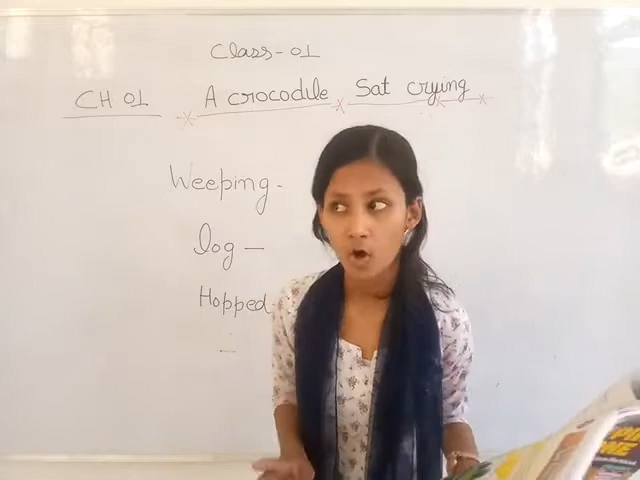 Class-01
CH 01 A crocodile Sat crying
Weeping-
log-
Hopped